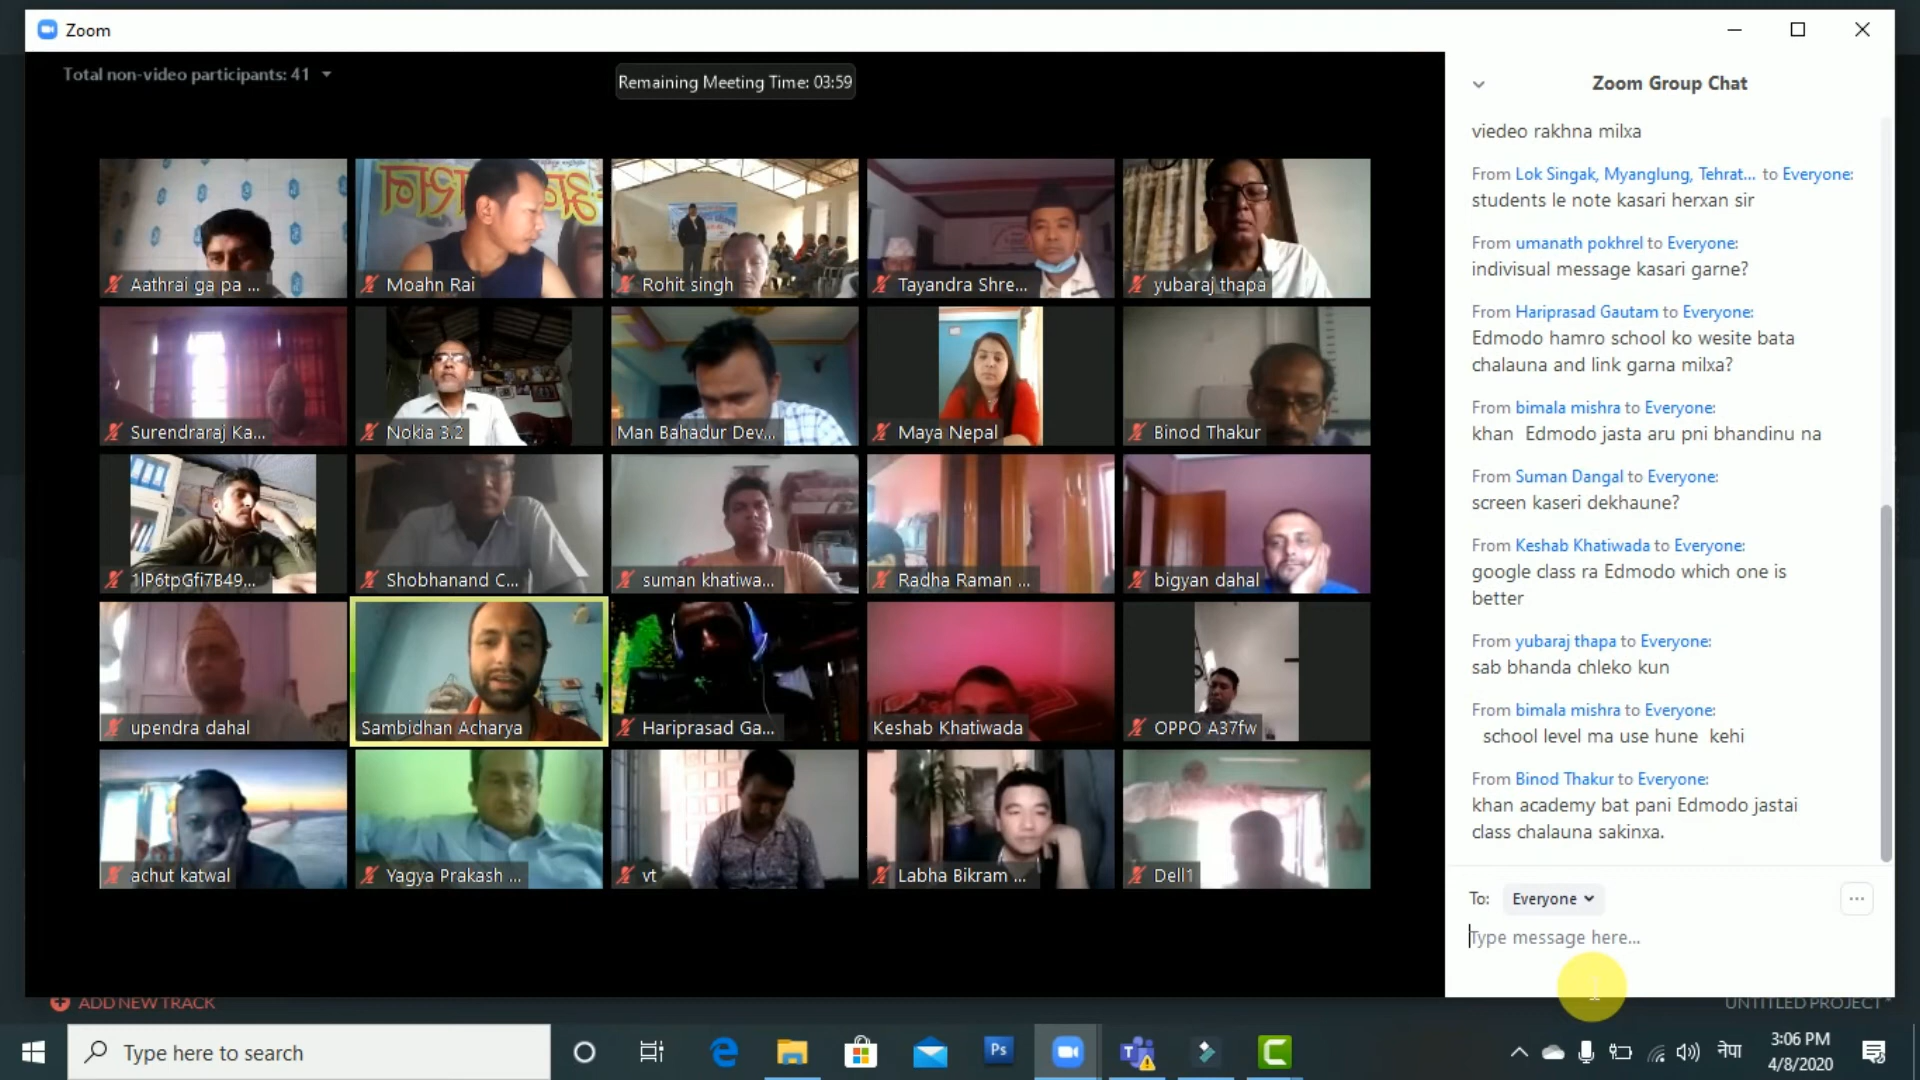 Zoom
Total non-video participants: 41
Remaining Meeting Time: 03:59
Aathrai ga pa ...
Moahn Rai
Rohit singh
Tayandra Shre...
yubaraj thapa
Surendraraj Ka...
Nokia 3.2
Man Bahadur Dev...
Maya Nepal
Binod Thakur
1lP6tpGfi7B49...
Shobhanand C...
suman khatiwa...
Radha Raman ...
bigyan dahal
upendra dahal
Sambidhan Acharya
Hariprasad Ga...
Keshab Khatiwada
OPPO A37fw
achut katwal
Yagya Prakash ...
vt
Labha Bikram ...
Dell1
Zoom Group Chat
viedeo rakhna milxa
From Lok Singak, Myanglung, Tehrat... to Everyone:
students le note kasari herxan sir
From umanath pokhrel to Everyone:
indivisual message kasari garne?
From Hariprasad Gautam to Everyone:
Edmodo hamro school ko wesite bata
chalauna and link garna milxa?
From bimala mishra to Everyone:
khan Edmodo jasta aru pni bhandinu na
From Suman Dangal to Everyone:
screen kaseri dekhaune?
From Keshab Khatiwada to Everyone:
google class ra Edmodo which one is
better
From yubaraj thapa to Everyone:
sab bhanda chleko kun
From bimala mishra to Everyone:
school level ma use hune kehi
From Binod Thakur to Everyone:
khan academy bat pani Edmodo jastai
class chalauna sakinxa.
To: Everyone
Type message here...
ADD NEW TRACK
UNTITLED PROJECT
Type here to search
Ps
नेपा
3:06 PM
4/8/2020